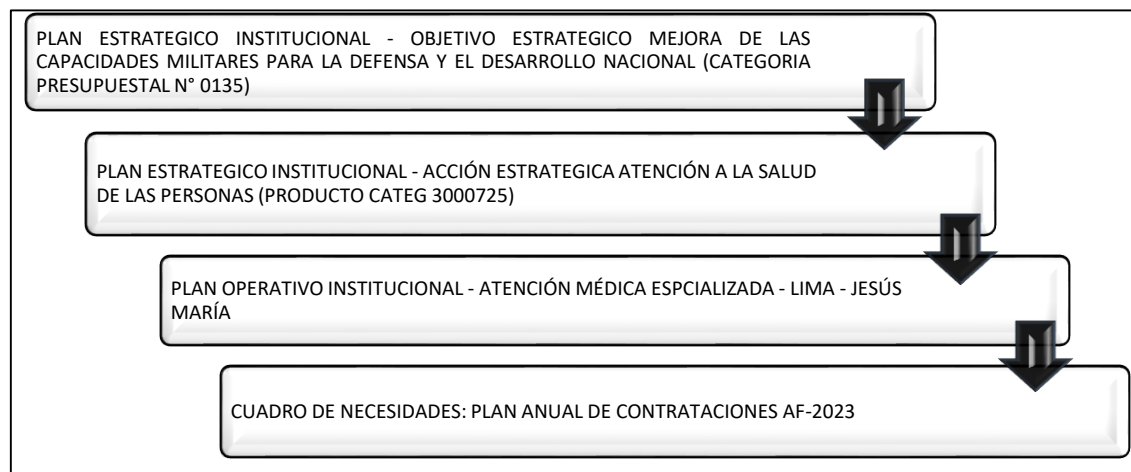 PLAN ESTRATEGICO INSTITUCIONAL - OBJETIVO ESTRATEGICO MEJORA DE LAS
CAPACIDADES MILITARES PARA LA DEFENSA Y EL DESARROLLO NACIONAL (CATEGORIA
PRESUPUESTAL N° 0135)
PLAN ESTRATEGICO INSTITUCIONAL - ACCIÓN ESTRATEGICA ATENCIÓN A LA SALUD
DE LAS PERSONAS (PRODUCTO CATEG 3000725)
PLAN OPERATIVO INSTITUCIONAL - ATENCIÓN MÉDICA ESPCIALIZADA - LIMA - JESÚS
MARÍA
CUADRO DE NECESIDADES: PLAN ANUAL DE CONTRATACIONES AF-2023